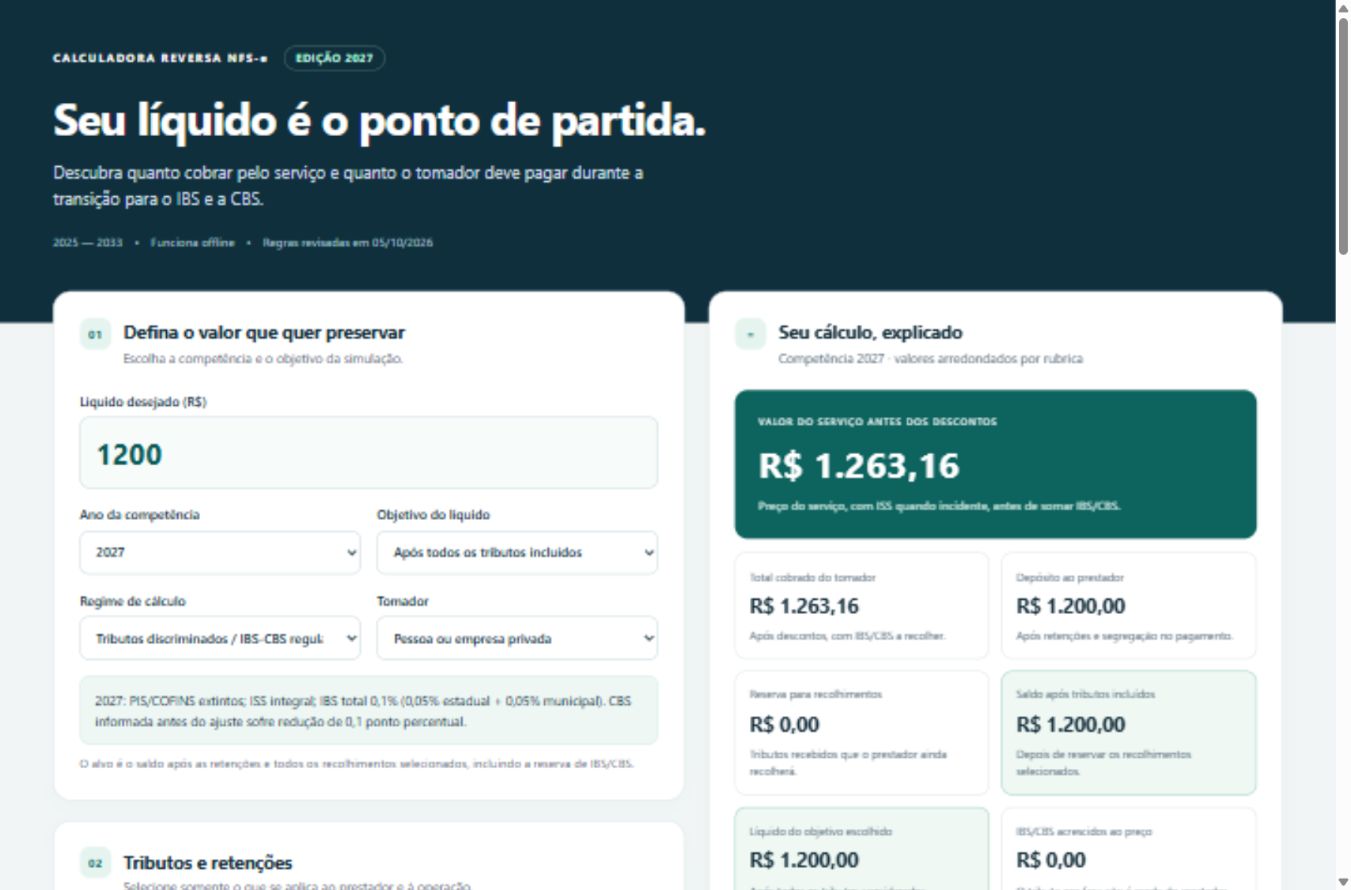 CALCULADORA REVERSA NFS-e
EDIÇÃO 2027
Seu líquido é o ponto de partida.
Descubra quanto cobrar pelo serviço e quanto o tomador deve pagar durante a
transição para o IBS e a CBS.
2025 — 2033 • Funciona offline • Regras revisadas em 05/10/2026
01
Defina o valor que quer preservar
Escolha a competência e o objetivo da simulação.
Líquido desejado (R$)
1200
Ano da competência
Objetivo do líquido
2027
Após todos os tributos incluídos
Regime de cálculo
Tomador
Tributos discriminados / IBS-CBS regul
Pessoa ou empresa privada
2027: PIS/COFINS extintos; ISS integral; IBS total 0,1% (0,05% estadual + 0,05% municipal). CBS
informada antes do ajuste sofre redução de 0,1 ponto percentual.
O alvo é o saldo após as retenções e todos os recolhimentos selecionados, incluindo a reserva de IBS/CBS.
02
Tributos e retenções
Selecione somente o que se aplica ao prestador e à operação.
=
Seu cálculo, explicado
Competência 2027 · valores arredondados por rubrica
VALOR DO SERVIÇO ANTES DOS DESCONTOS
R$ 1.263,16
Preço do serviço, com ISS quando incidente, antes de somar IBS/CBS.
Total cobrado do tomador
R$ 1.263,16
Após descontos, com IBS/CBS a recolher.
Depósito ao prestador
R$ 1.200,00
Após retenções e segregação no pagamento.
Reserva para recolhimentos
R$ 0,00
Tributos recebidos que o prestador ainda
recolherá.
Saldo após tributos incluídos
R$ 1.200,00
Depois de reservar os recolhimentos
selecionados.
Líquido do objetivo escolhido
R$ 1.200,00
IBS/CBS acrescidos ao preço
R$ 0,00